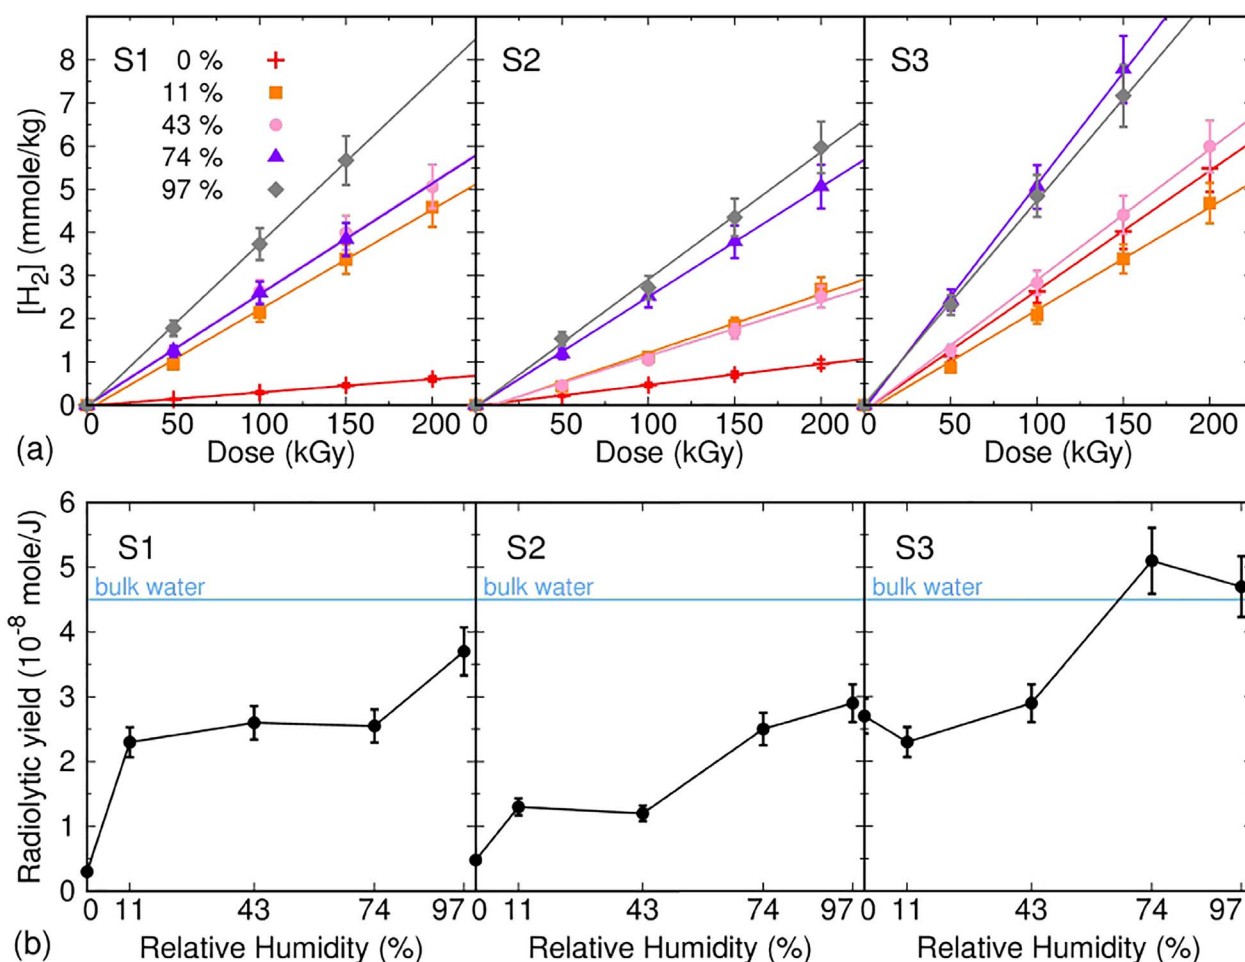 S1
0 %
11 %
43 %
74 %
97 %
S2
S3
[H2] (mmole/kg)
8
7
6
5
4
3
2
1
0
0 50 100 150 200
0 50 100 150 200
0 50 100 150 200
(a)
Dose (kGy)
Dose (kGy)
Dose (kGy)
Radiolytic yield (10-8 mole/J)
6
5
4
3
2
1
0
S1
bulk water
S2
bulk water
S3
bulk water
0 11 43 74 97
0 11 43 74 97
0 11 43 74 97
(b)
Relative Humidity (%)
Relative Humidity (%)
Relative Humidity (%)